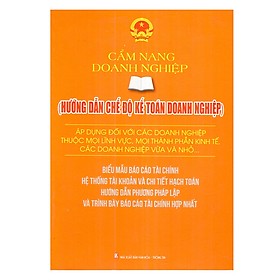 CẨM NANG
DOANH NGHIỆP
(HƯỚNG DẪN CHẾ ĐỘ KẾ TOÁN DOANH NGHIỆP)
ÁP DỤNG ĐỐI VỚI CÁC DOANH NGHIỆP
THUỘC MỌI LĨNH VỰC, MỌI THÀNH PHẦN KINH TẾ,
CÁC DOANH NGHIỆP VỪA VÀ NHỎ...
BIỂU MẪU BÁO CÁO TÀI CHÍNH
HỆ THỐNG TÀI KHOẢN VÀ CHI TIẾT HẠCH TOÁN
HƯỚNG DẪN PHƯƠNG PHÁP LẬP
VÀ TRÌNH BÀY BÁO CÁO TÀI CHÍNH HỢP NHẤT